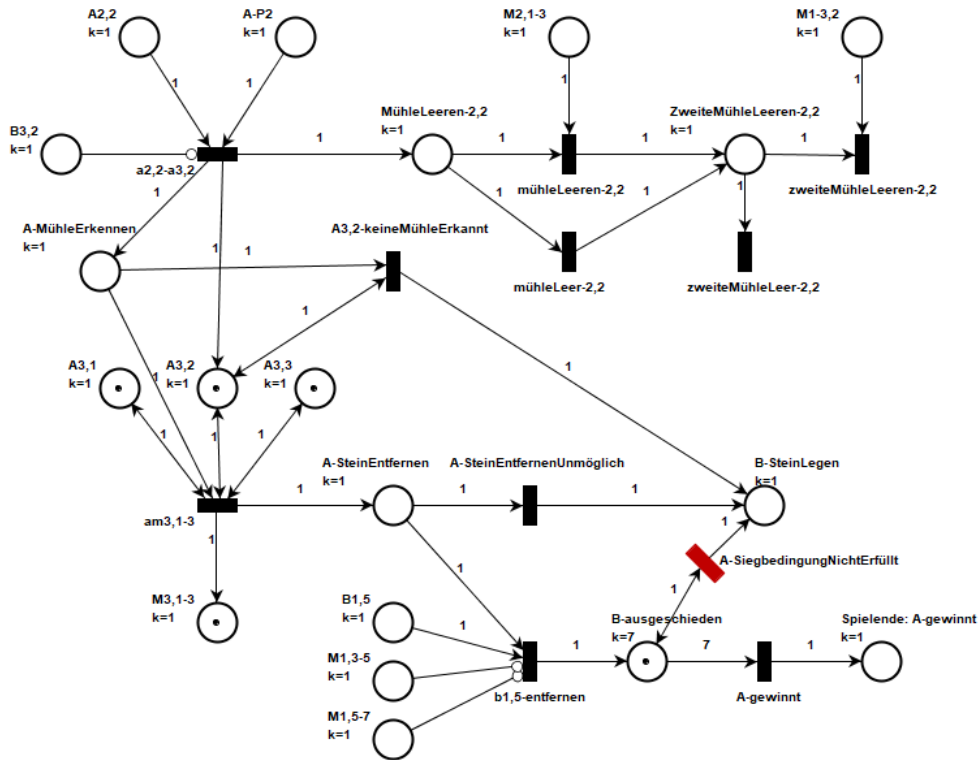 A2,2
k=1
A-P2
k=1
M2,1-3
k=1
M1-3,2
k=1
1
1
1
1
B3,2
k=1
a2,2-a3,2
1
MühleLeeren-2,2
k=1
1
mühleLeeren-2,2
1
ZweiteMühleLeeren-2,2
k=1
1
zweiteMühleLeeren-2,2
1
1
1
1
A-MühleErkennen
k=1
1
1
A3,2-keineMühleErkannt
mühleLeer-2,2
zweiteMühleLeer-2,2
1
1
A3,1
k=1
A3,2
k=1
A3,3
k=1
1
1
1
1
am3,1-3
1
A-SteinEntfernen
k=1
1
A-SteinEntfernenUnmöglich
1
B-SteinLegen
k=1
1
1
A-SiegbedingungNichtErfüllt
M3,1-3
k=1
1
1
B1,5
k=1
1
M1,3-5
k=1
M1,5-7
k=1
b1,5-entfernen
1
B-ausgeschieden
k=7
7
A-gewinnt
1
Spielende: A-gewinnt
k=1